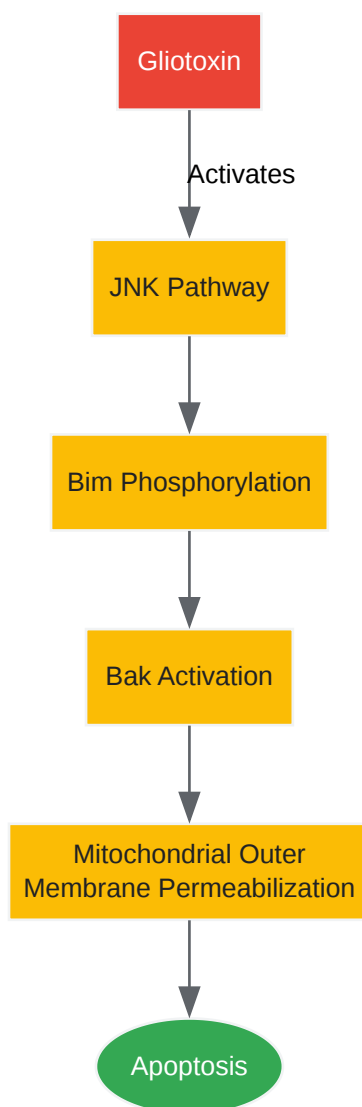 Gliotoxin
Activates
JNK Pathway
Bim Phosphorylation
Bak Activation
Mitochondrial Outer
Membrane Permeabilization
Apoptosis